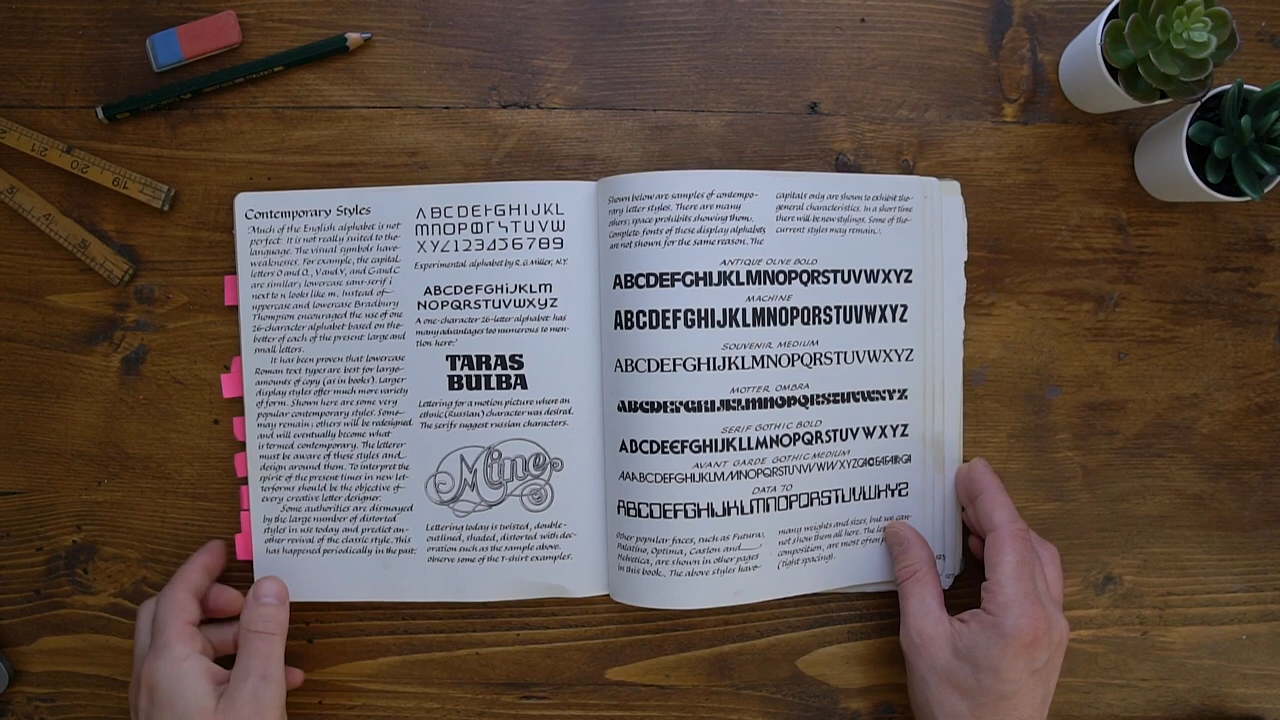 Contemporary Styles
Much of the English alphabet is not
perfect. It is not really suited to the
language. The visual symbols have
weaknesses. For example, the capital
letters O and Q, U and V, and G and C
are similar; lowercase sans-serif i
next to n looks like m. Instead of
uppercase and lowercase Bradbury
Thompson encouraged the use of one
26-character alphabet based on the
better of each of the present large and
small letters.
It has been proven that lowercase
Roman text types are best for large
amounts of copy (as in books). Larger
display styles offer much more variety
of form. Shown here are some very
popular contemporary styles. Some
may remain; others will be redesigned
and will eventually become what
is termed contemporary. The letterer
must be aware of these styles and
design around them. To interpret the
spirit of the present times in new let-
terforms should be the objective of
every creative letter designer.
Some authorities are dismayed
by the large number of distorted
styles in use today and predict an-
other revival of the classic style. This
has happened periodically in the past.
ABCDEFGHIJKL
MNOPQRSTUVW
XYZ123456789
Experimental alphabet by R.G. Miller, N.Y.
ABCDEFGHIJKLM
NOPQRSTUVWXYZ
A one-character 26-letter alphabet has
many advantages too numerous to men-
tion here.
TARAS
BULBA
Lettering for a motion picture where an
ethnic (Russian) character was desired.
The serifs suggest russian characters.
Mine
Lettering today is twisted, double-
outlined, shaded, distorted with dec-
oration such as the sample above.
observe some of the T-shirt examples.
Shown below are samples of contempo-
rary letter styles. There are many
others; space prohibits showing them.
Complete fonts of these display alphabets
are not shown for the same reason. The
capitals only are shown to exhibit the
general characteristics. In a short time
there will be new stylings. Some of the
current styles may remain.
ANTIQUE OLIVE BOLD
ABCDEFGHIJKLMNOPQRSTUVWXYZ
MACHINE
ABCDEFGHIJKLMNOPQRSTUVWXYZ
SOUVENIR MEDIUM
ABCDEFGHIJKLMNOPQRSTUVWXYZ
MOTTER OMBRA
ABCDEFGHIJKLMNOPQRSTUVWXYZ
SERIF GOTHIC BOLD
ABCDEEFGHIJKLLMNOPQRSTUVWXYZ
AVANT GARDE GOTHIC MEDIUM
DATA 70
ABCDEFGHIJKLMNOPQRSTUVWXYZ
Other popular faces, such as Futura,
Palatino, Optima, Caslon and
Helvetica, are shown in other pages
in this book. The above styles have
many weights and sizes, but we can-
not show them all here. The
composition, are most often
(tight spacing).
123
19
20
21